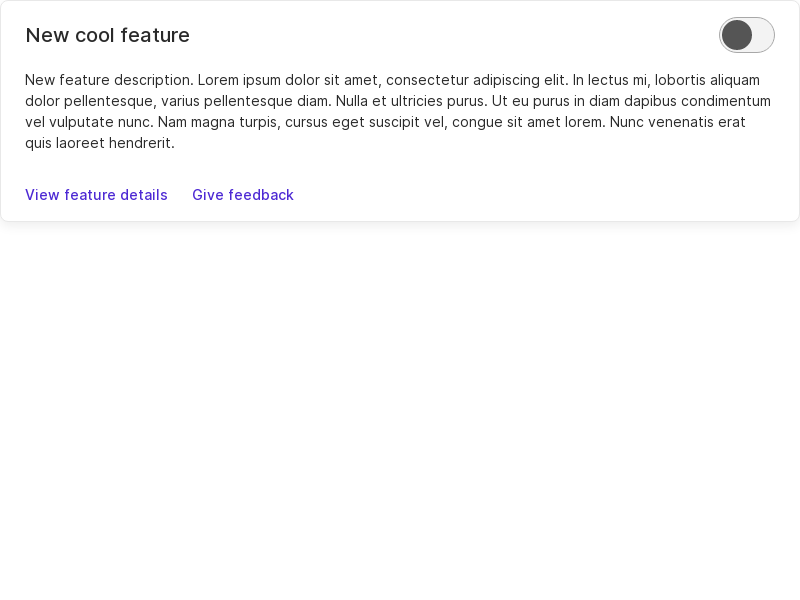 New cool feature
New feature description. Lorem ipsum dolor sit amet, consectetur adipiscing elit. In lectus mi, lobortis aliquam
dolor pellentesque, varius pellentesque diam. Nulla et ultricies purus. Ut eu purus in diam dapibus condimentum
vel vulputate nunc. Nam magna turpis, cursus eget suscipit vel, congue sit amet lorem. Nunc venenatis erat
quis laoreet hendrerit.
View feature details Give feedback